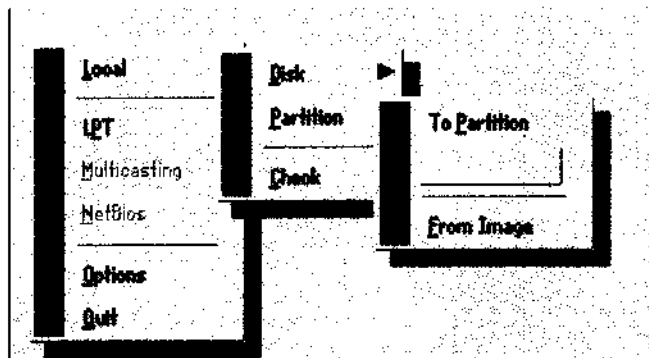 Local
LPT
Multicasting
NetBios
Options
Quit
Disk
Partition
Check
To Partition
From Image